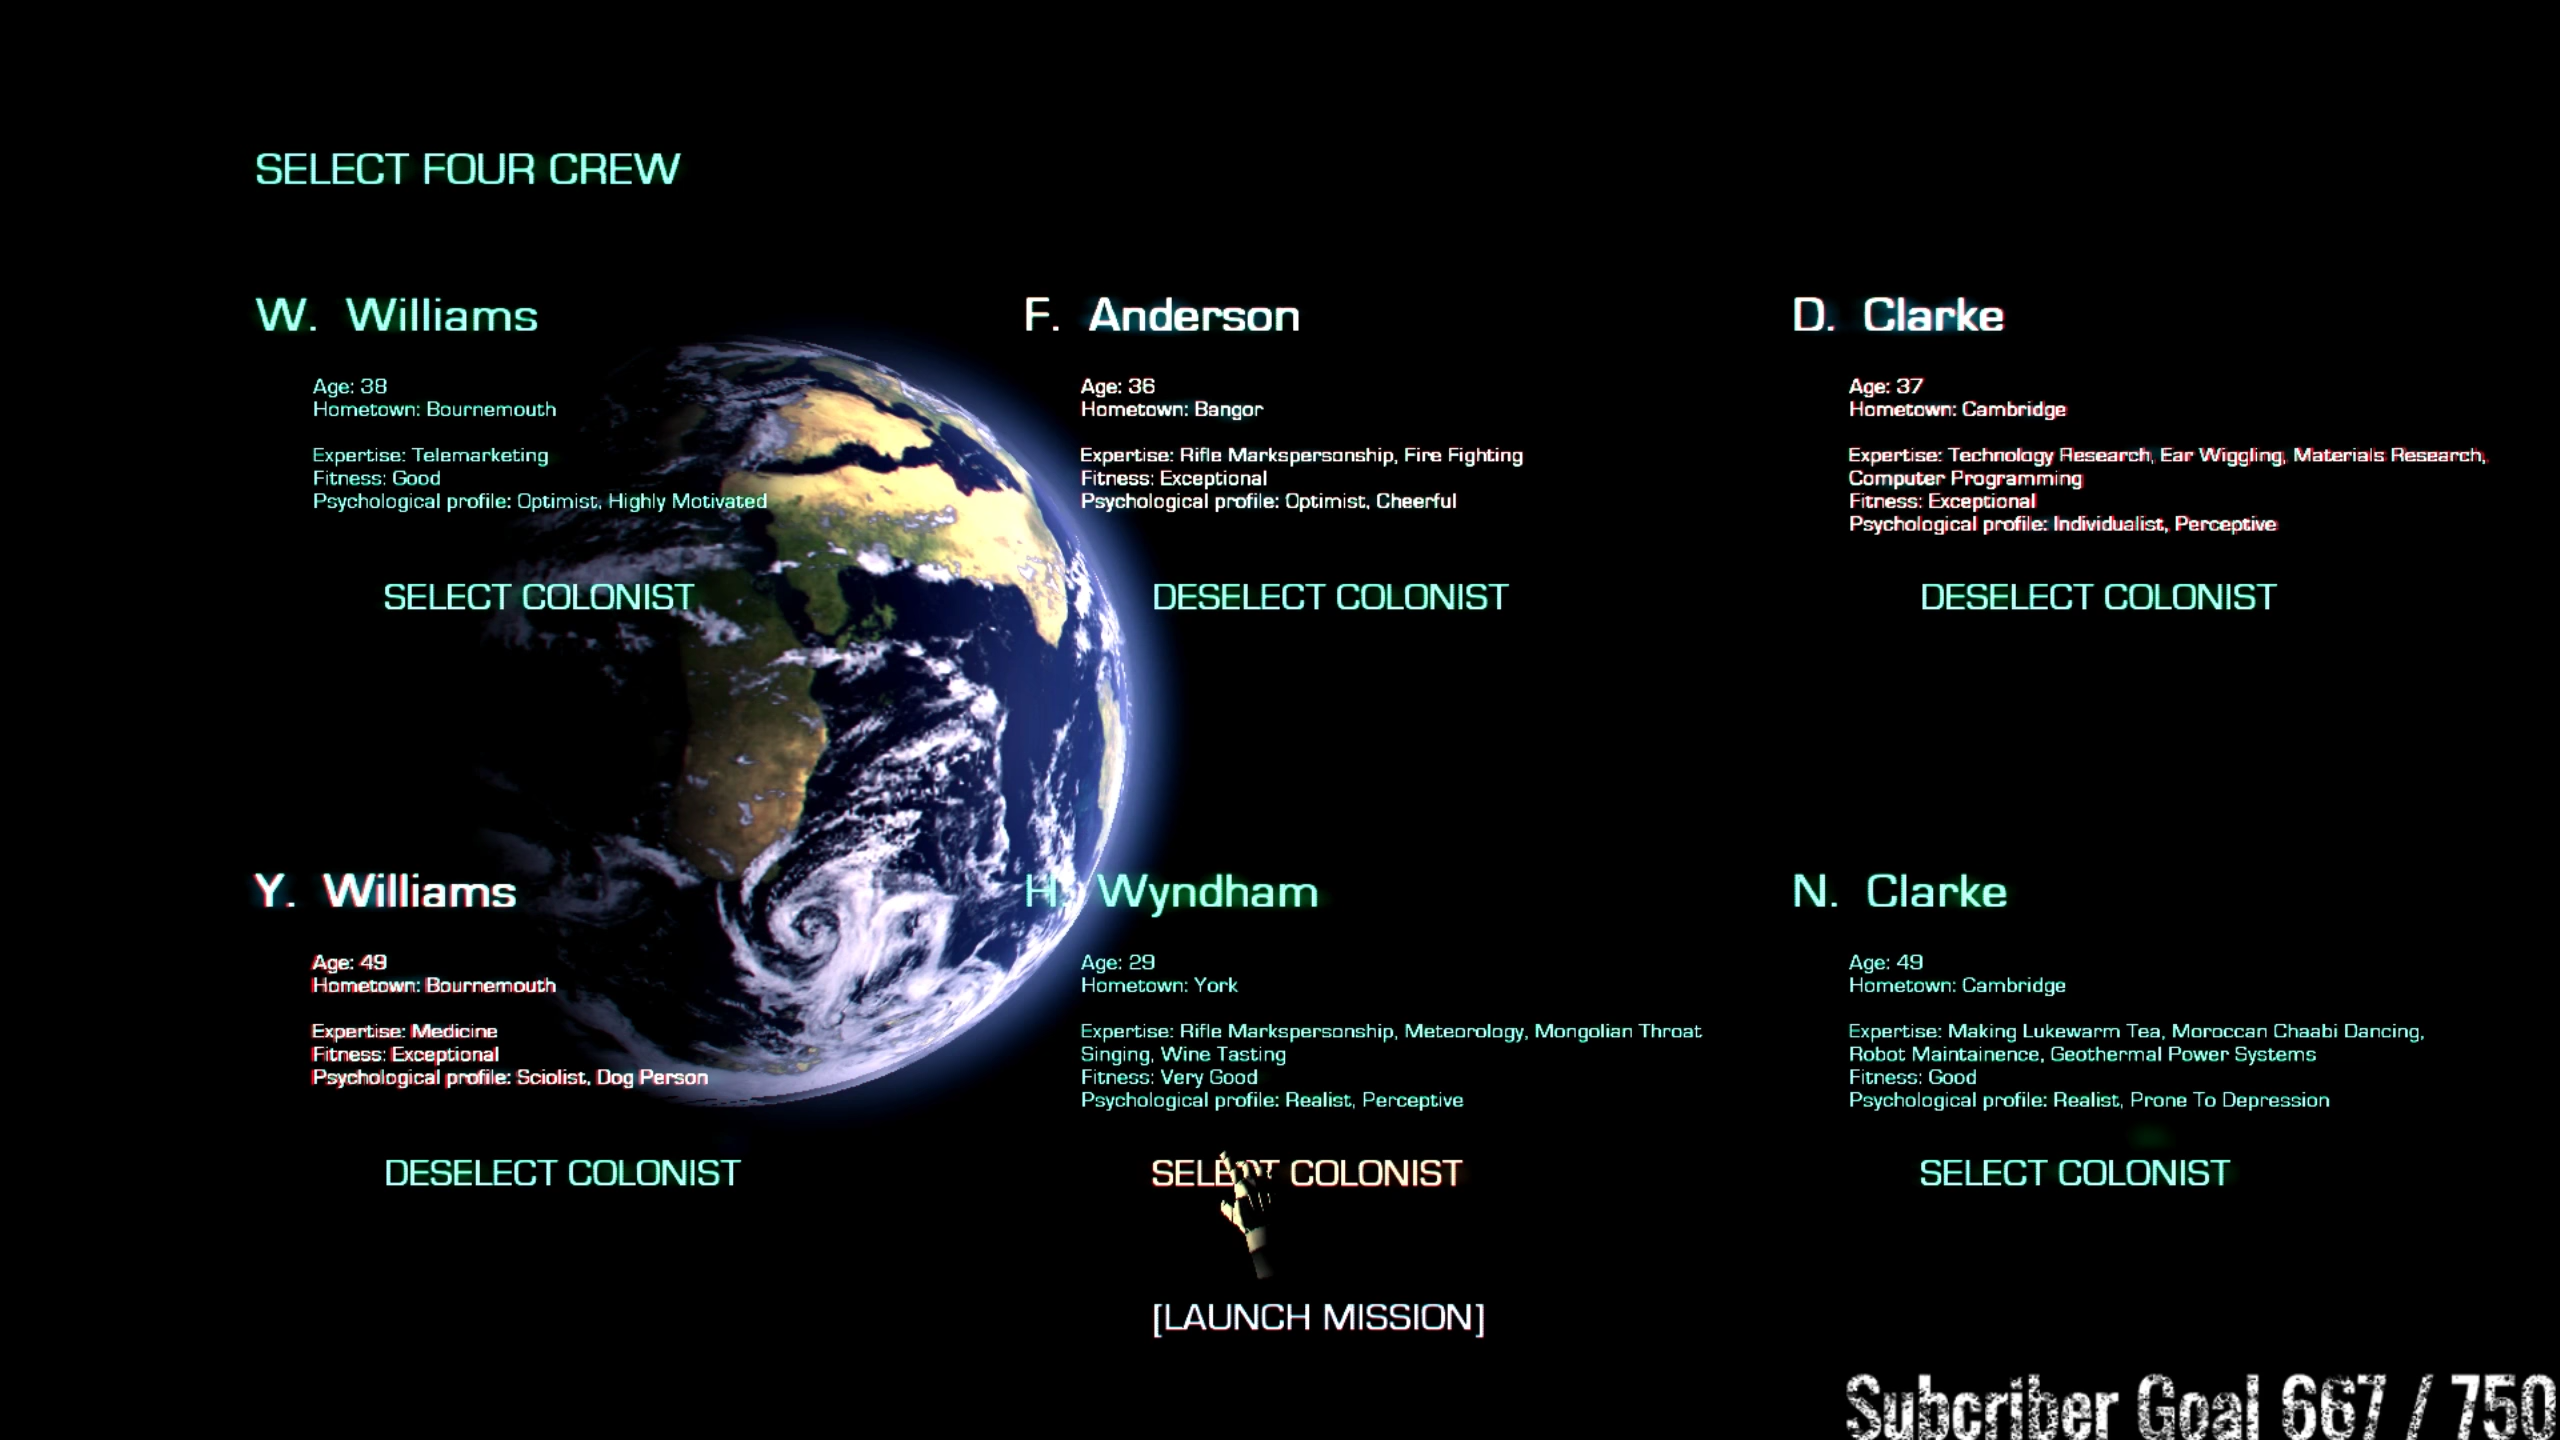 SELECT FOUR CREW
W. Williams
Age: 38
Hometown: Bournemouth
Expertise: Telemarketing
Fitness: Good
Psychological profile: Optimist, Highly Motivated
SELECT COLONIST
F. Anderson
Age: 36
Hometown: Bangor
Expertise: Rifle Markspersonship, Fire Fighting
Fitness: Exceptional
Psychological profile: Optimist, Cheerful
DESELECT COLONIST
D. Clarke
Age: 37
Hometown: Cambridge
Expertise: Technology Research, Ear Wiggling, Materials Research,
Computer Programming
Fitness: Exceptional
Psychological profile: Individualist, Perceptive
DESELECT COLONIST
Y. Williams
Age: 49
Hometown: Bournemouth
Expertise: Medicine
Fitness: Exceptional
Psychological profile: Sciolist, Dog Person
DESELECT COLONIST
H. Wyndham
Age: 29
Hometown: York
Expertise: Rifle Markspersonship, Meteorology, Mongolian Throat
Singing, Wine Tasting
Fitness: Very Good
Psychological profile: Realist, Perceptive
SELECT COLONIST
N. Clarke
Age: 49
Hometown: Cambridge
Expertise: Making Lukewarm Tea, Moroccan Chaabi Dancing,
Robot Maintainence, Geothermal Power Systems
Fitness: Good
Psychological profile: Realist, Prone To Depression
SELECT COLONIST
[LAUNCH MISSION]
Subcriber Goal 667 / 750